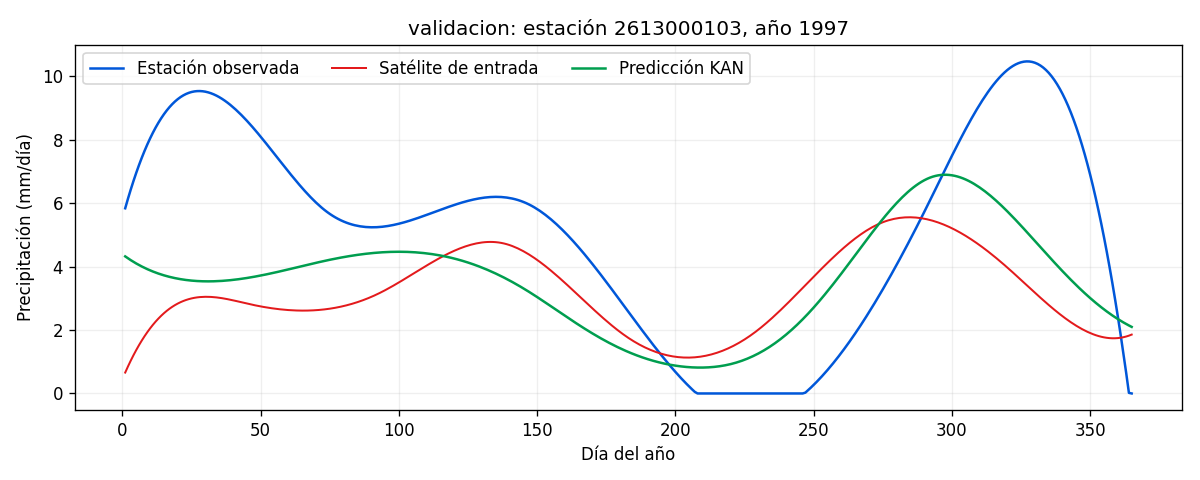 validacion: estación 2613000103, año 1997
Estación observada
Satélite de entrada
Predicción KAN
Precipitación (mm/día)
10
8
6
4
2
0
0
50
100
150
200
250
300
350
Día del año